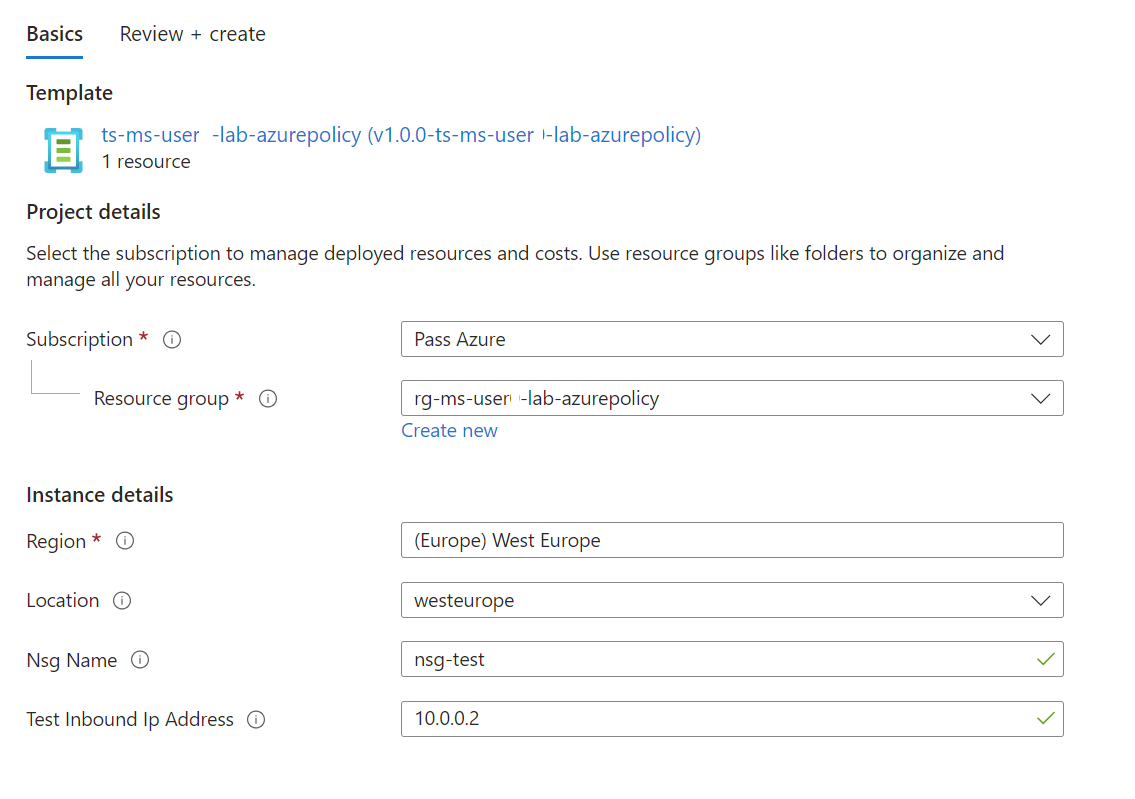 Basics Review + create
Template
ts-ms-user -lab-azurepolicy (v1.0.0-ts-ms-user -lab-azurepolicy)
1 resource
Project details
Select the subscription to manage deployed resources and costs. Use resource groups like folders to organize and
manage all your resources.
Subscription * Pass Azure
Resource group * rg-ms-user -lab-azurepolicy
Create new
Instance details
Region * (Europe) West Europe
Location westeurope
Nsg Name nsg-test
Test Inbound Ip Address 10.0.0.2